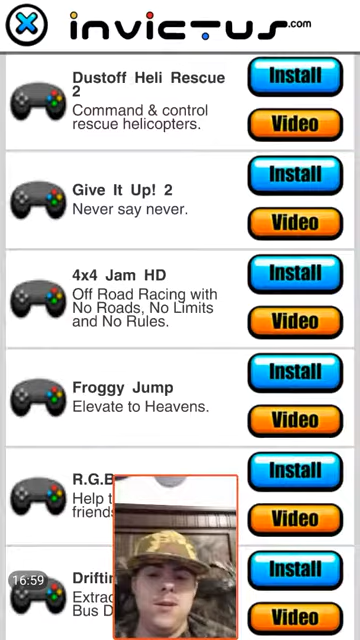 invictus.com
Dustoff Heli Rescue
2
Command & control
rescue helicopters.
Install
Video
Give It Up! 2
Never say never.
Install
Video
4x4 Jam HD
Off Road Racing with
No Roads, No Limits
and No Rules.
Install
Video
Froggy Jump
Elevate to Heavens.
Install
Video
R.G.B
Help t
friends
Install
Video
16:59
Driftin
Extrac
Bus D
Install
Video